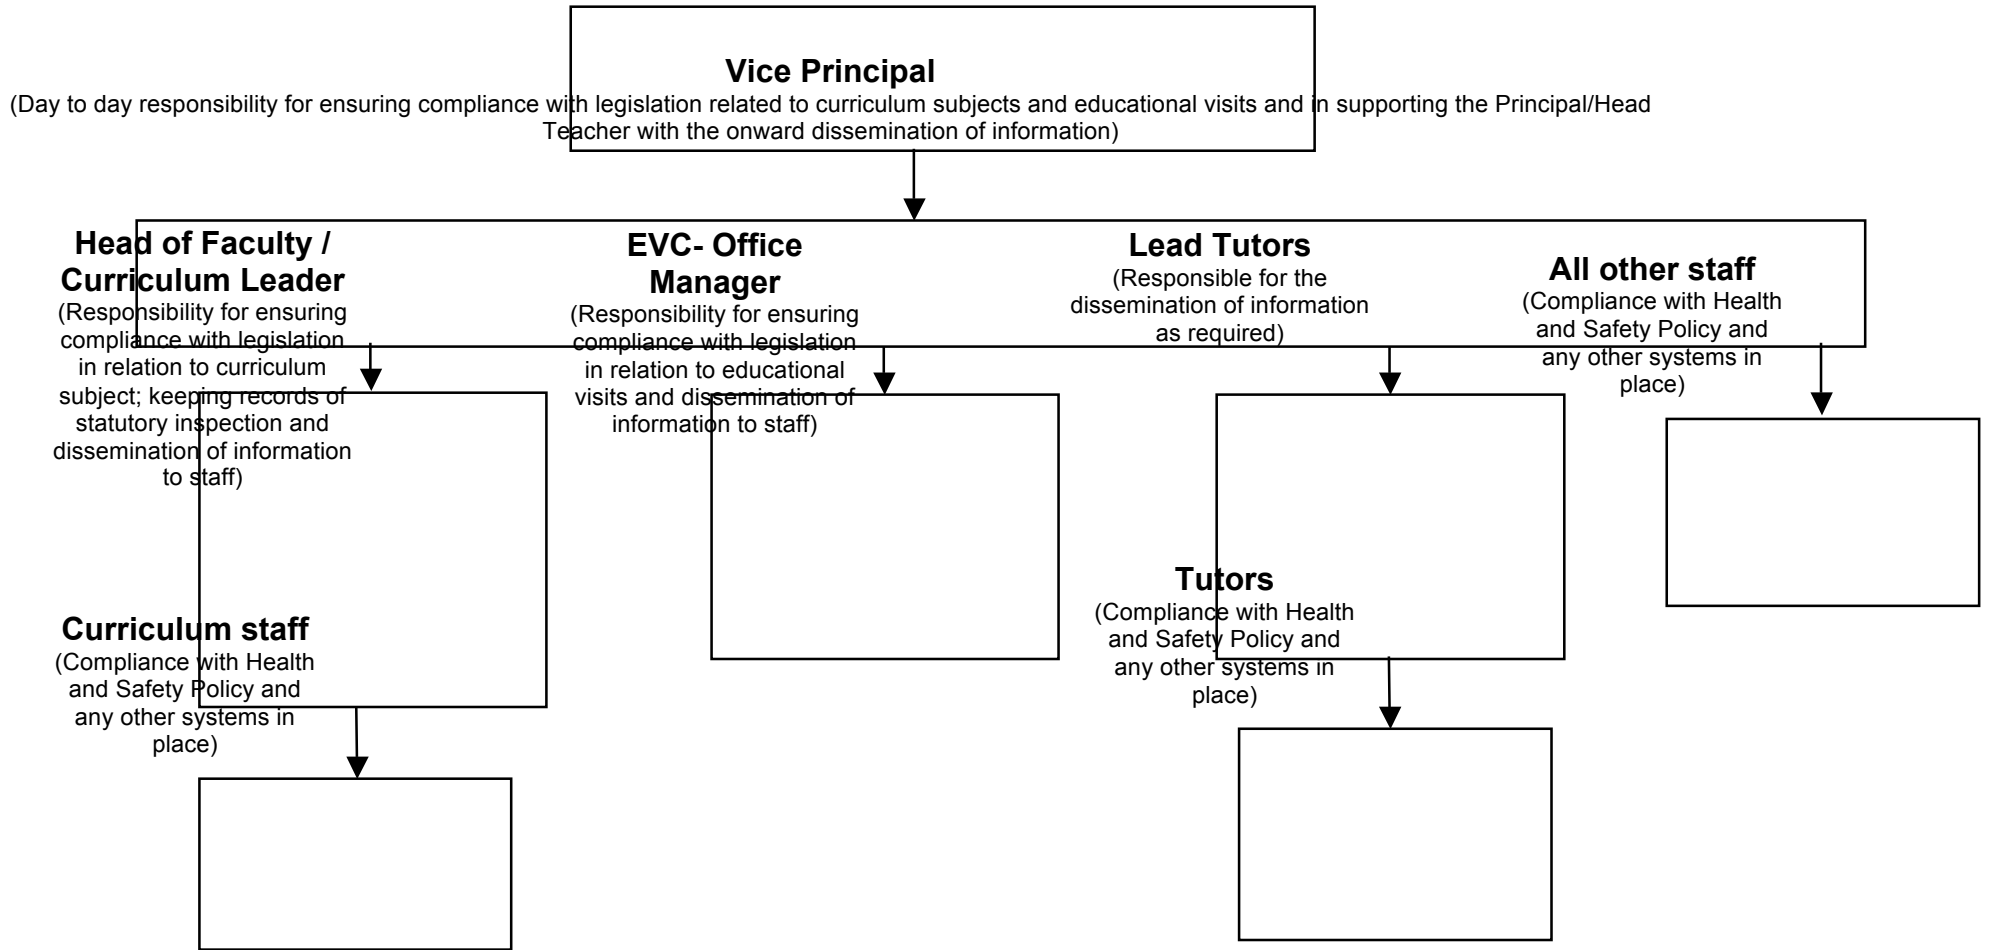 Vice Principal
(Day to day responsibility for ensuring compliance with legislation related to curriculum subjects and educational visits and in supporting the Principal/Head
Teacher with the onward dissemination of information)
Head of Faculty /
Curriculum Leader
(Responsibility for ensuring
compliance with legislation
in relation to curriculum
subject; keeping records of
statutory inspection and
dissemination of information
to staff)
EVC- Office
Manager
(Responsibility for ensuring
compliance with legislation
in relation to educational
visits and dissemination of
information to staff)
Lead Tutors
(Responsible for the
dissemination of information
as required)
All other staff
(Compliance with Health
and Safety Policy and
any other systems in
place)
Curriculum staff
(Compliance with Health
and Safety Policy and
any other systems in
place)
Tutors
(Compliance with Health
and Safety Policy and
any other systems in
place)